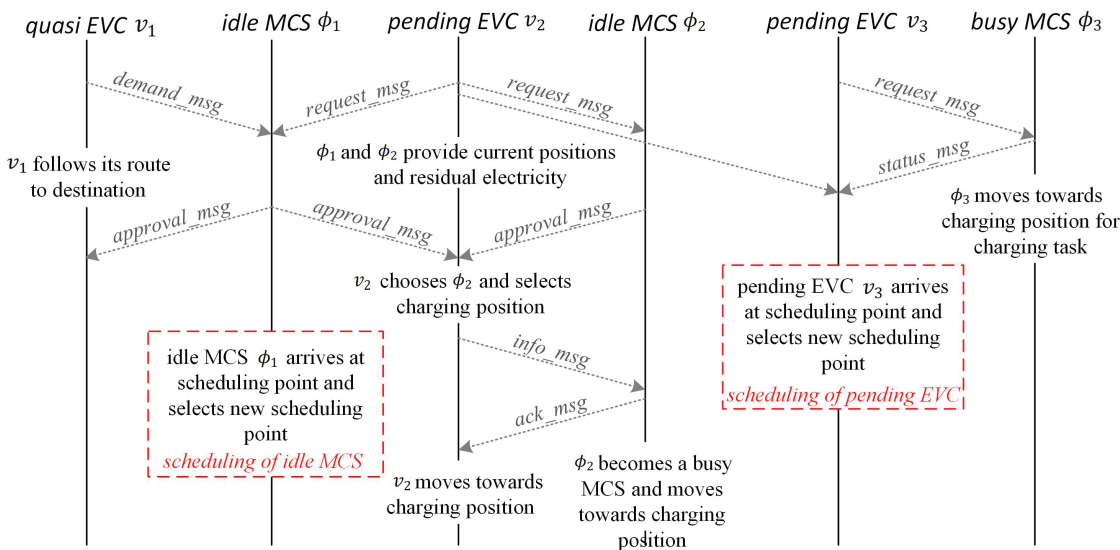 quasi EVC v₁
idle MCS ϕ₁
pending EVC v₂
idle MCS ϕ₂
pending EVC v₃
busy MCS ϕ₃
demand_msg
request_msg
request_msg
request_msg
status_msg
v₁ follows its route
to destination
ϕ₁ and ϕ₂ provide current positions
and residual electricity
ϕ₃ moves towards
charging position for
charging task
approval_msg
approval_msg
approval_msg
v₂ chooses ϕ₂ and selects
charging position
pending EVC v₃ arrives
at scheduling point and
selects new scheduling
point
scheduling of pending EVC
idle MCS ϕ₁ arrives at
scheduling point and
selects new scheduling
point
scheduling of idle MCS
info_msg
ack_msg
v₂ moves towards
charging position
ϕ₂ becomes a busy
MCS and moves
towards charging
position